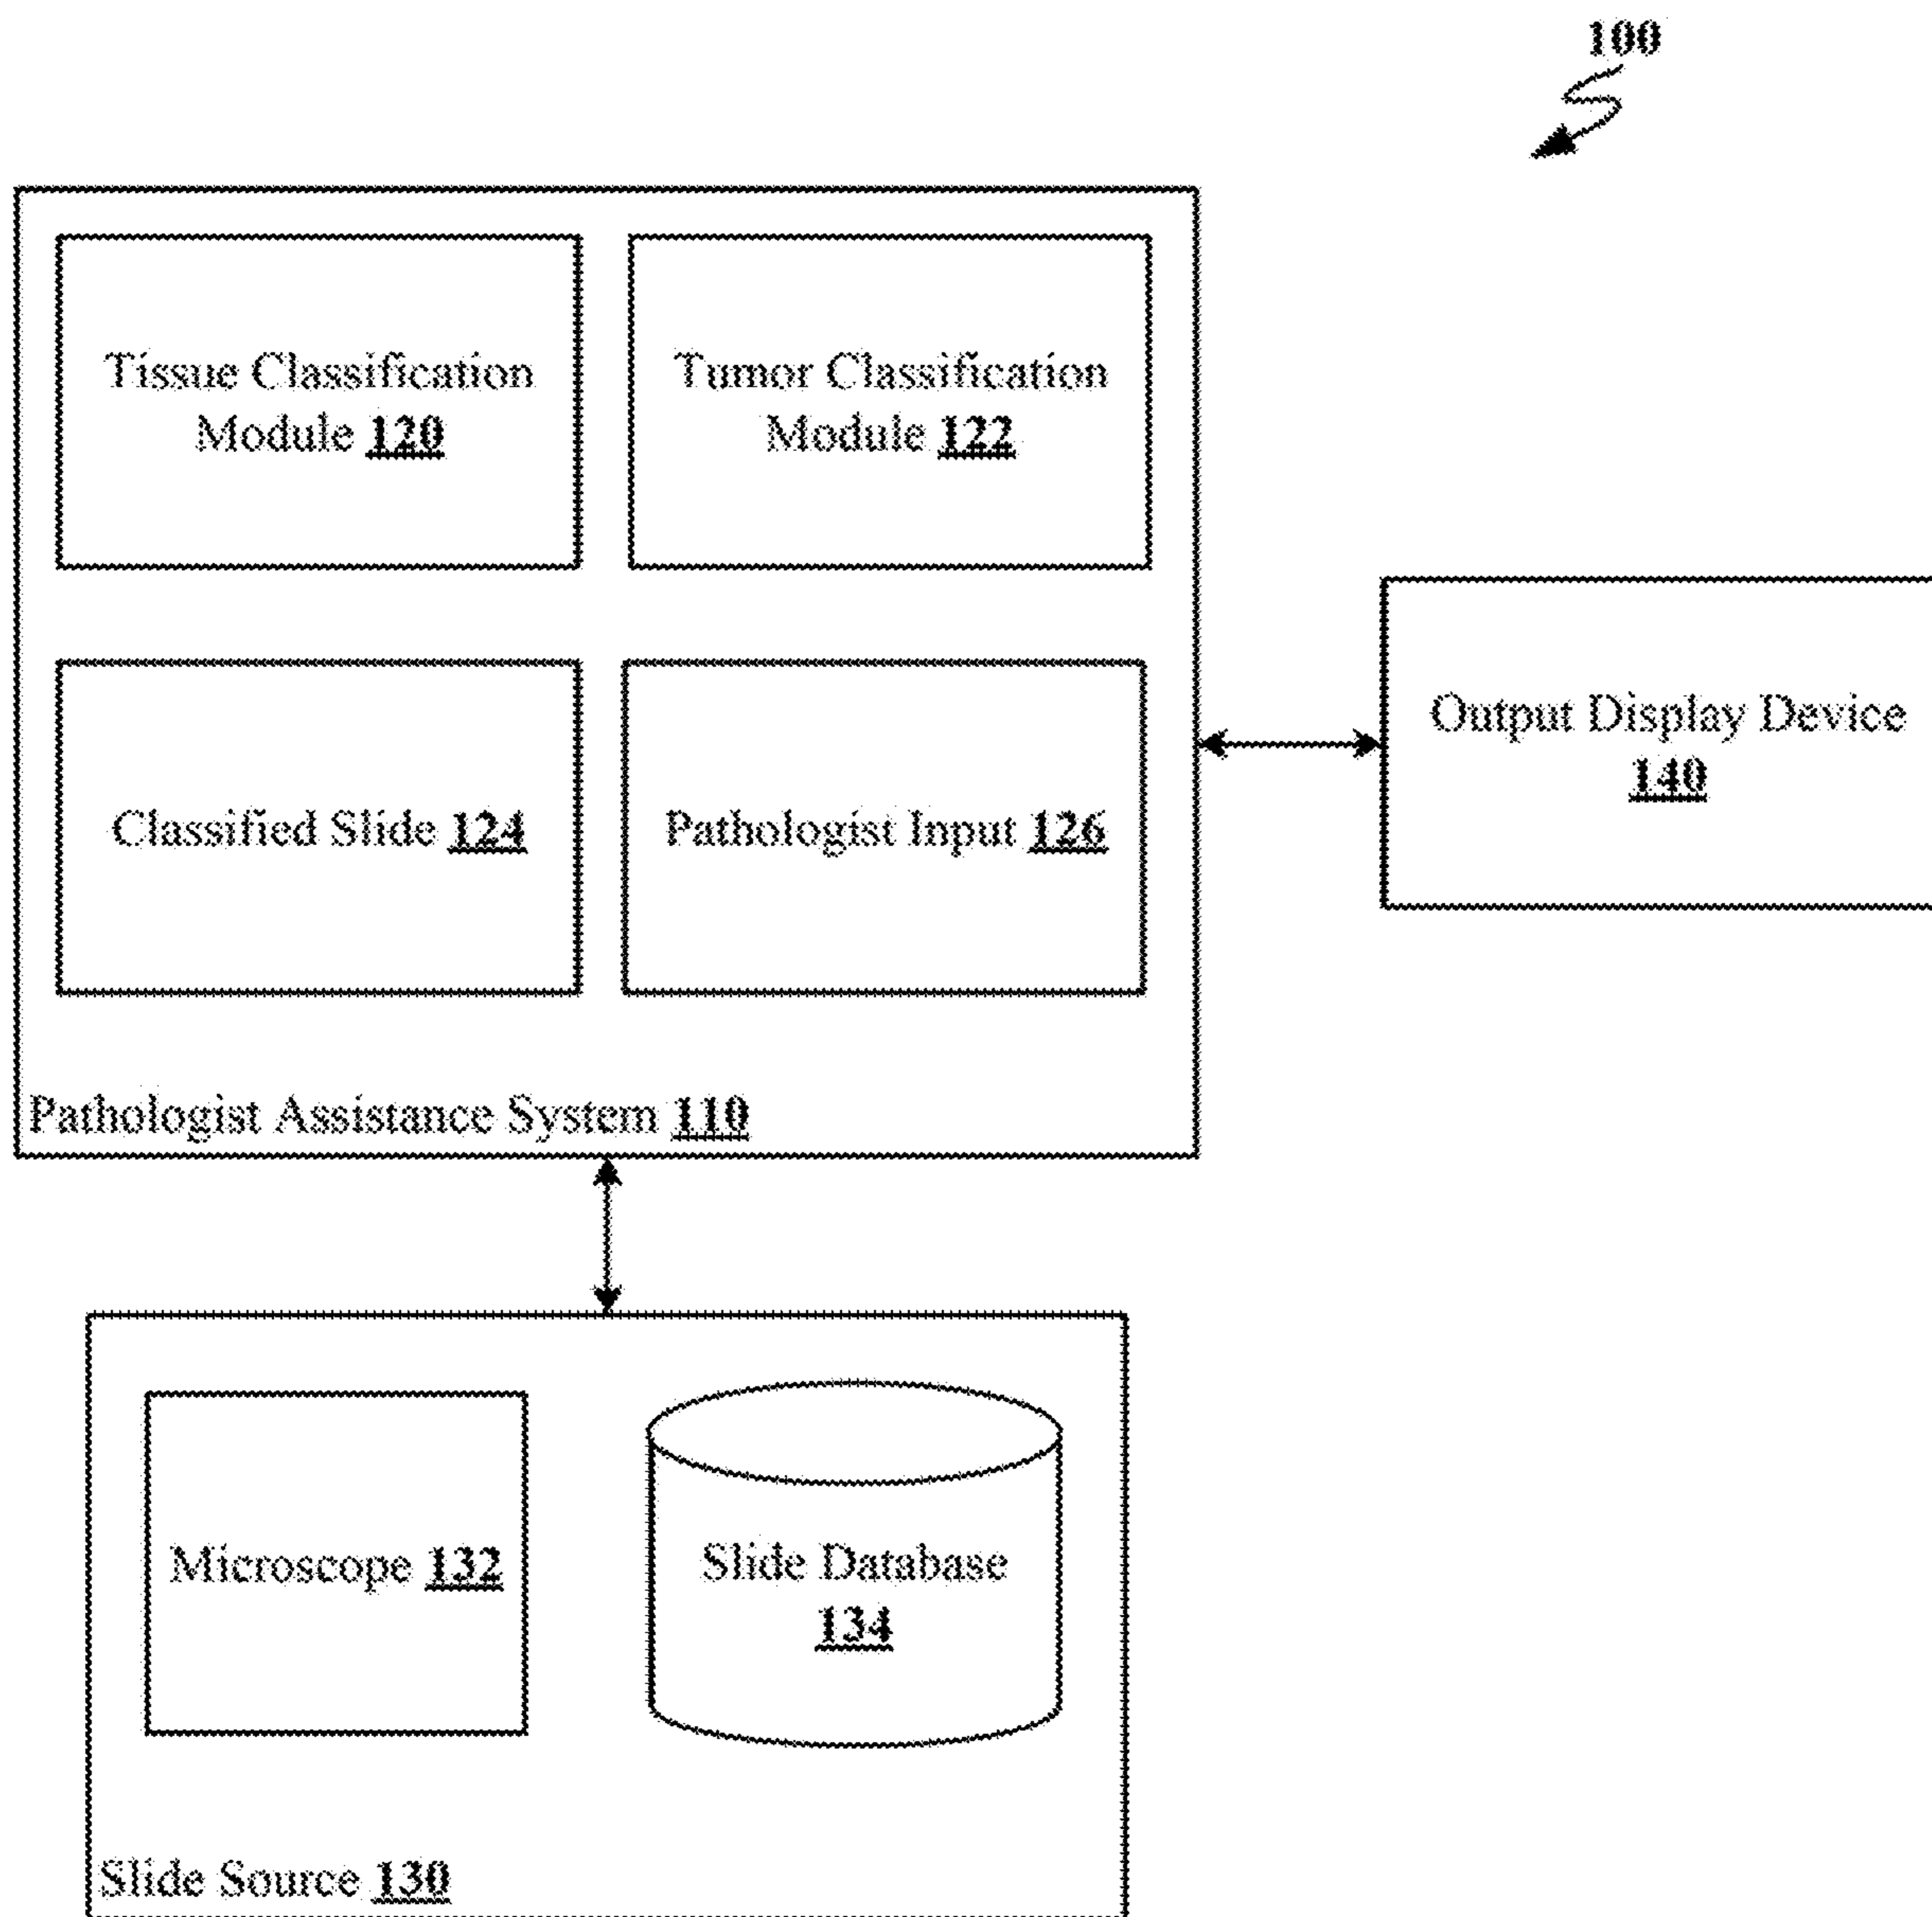 100
Tissue Classification
Module 120
Tumor Classification
Module 122
Classified Slide 124
Pathologist Input 126
Pathologist Assistance System 110
Output Display Device
140
Microscope 132
Slide Database
134
Slide Source 130